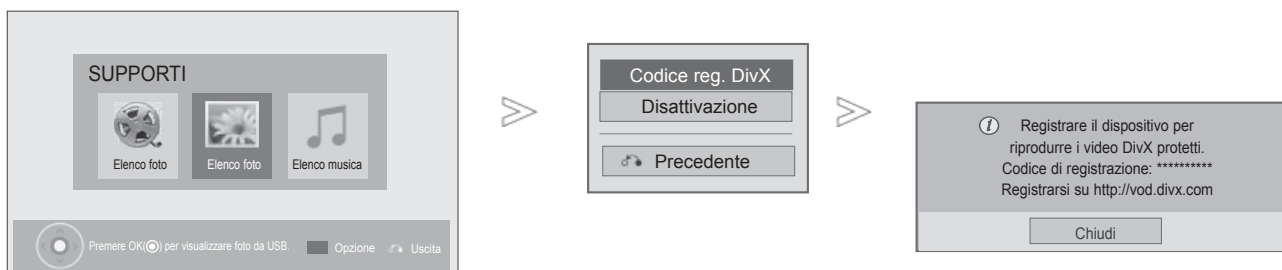 SUPPORTI
Elenco foto
Elenco foto
Elenco musica
Premere OK(◉) per visualizzare foto da USB.
Opzione
Uscita
Codice reg. DivX
Disattivazione
Precedente
Registrare il dispositivo per
riprodurre i video DivX protetti.
Codice di registrazione: **********
Registrarsi su http://vod.divx.com
Chiudi